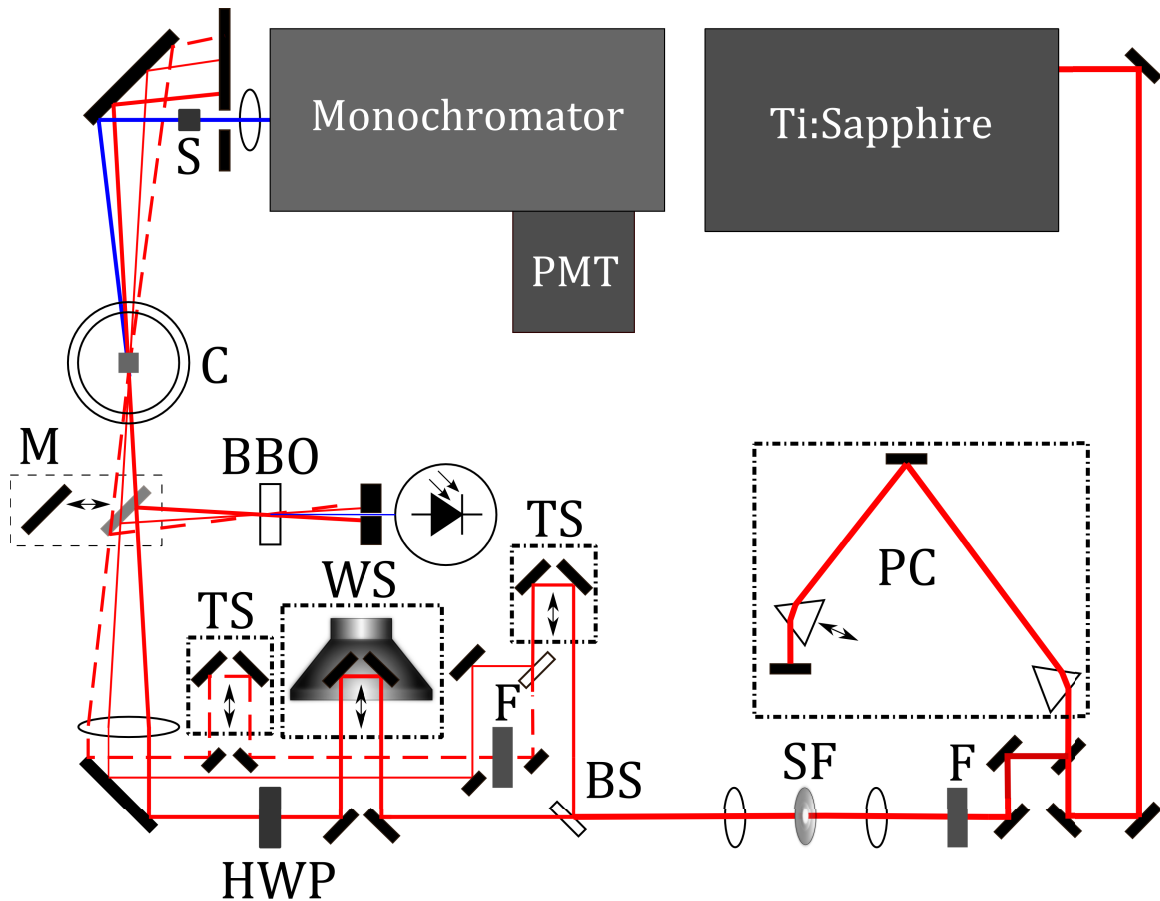 Monochromator
Ti:Sapphire
S
PMT
C
M
BBO
TS
WS
PC
TS
F
BS
SF
F
HWP